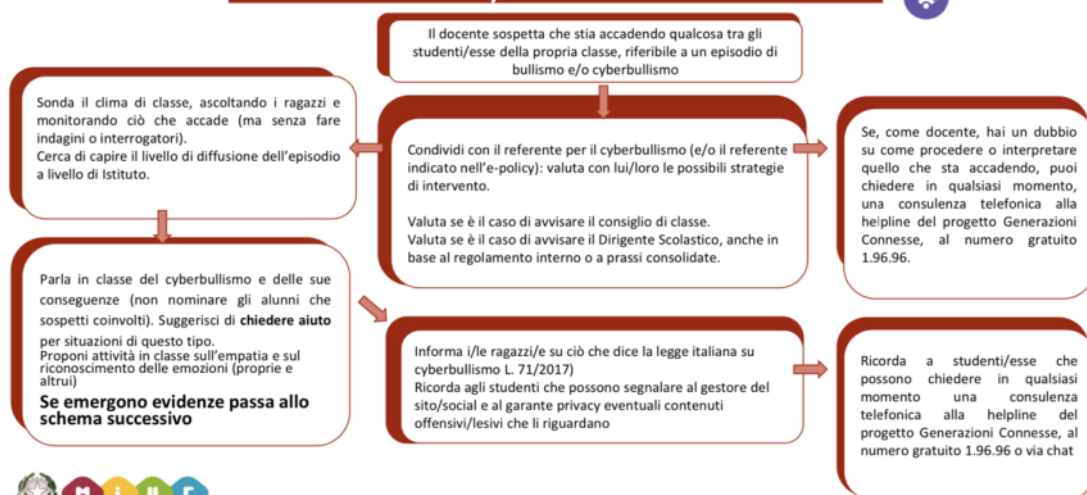 Il docente sospetta che stia accadendo qualcosa tra gli
studenti/esse della propria classe, riferibile a un episodio di
bullismo e/o cyberbullismo
Sonda il clima di classe, ascoltando i ragazzi e
monitorando ciò che accade (ma senza fare
indagini o interrogatori).
Cerca di capire il livello di diffusione dell'episodio
a livello di Istituto.
Condividi con il referente per il cyberbullismo (e/o il referente
indicato nell'e-policy): valuta con lui/loro le possibili strategie
di intervento.
Valuta se è il caso di avvisare il consiglio di classe.
Valuta se è il caso di avvisare il Dirigente Scolastico, anche in
base al regolamento interno o a prassi consolidate.
Se, come docente, hai un dubbio
su come procedere o interpretare
quello che sta accadendo, puoi
chiedere in qualsiasi momento,
una consulenza telefonica alla
helpline del progetto Generazioni
Connesse, al numero gratuito
1.96.96.
Parla in classe del cyberbullismo e delle sue
conseguenze (non nominare gli alunni che
sospetti coinvolti). Suggerisci di chiedere aiuto
per situazioni di questo tipo.
Proponi attività in classe sull'empatia e sul
riconoscimento delle emozioni (proprie e
altrui)
Se emergono evidenze passa allo
schema successivo
Informa i/le ragazzi/e su ciò che dice la legge italiana su
cyberbullismo L. 71/2017)
Ricorda agli studenti che possono segnalare al gestore del
sito/social e al garante privacy eventuali contenuti
offensivi/lesivi che li riguardano
Ricorda a studenti/esse che
possono chiedere in qualsiasi
momento una consulenza
telefonica alla helpline del
progetto Generazioni Connesse, al
numero gratuito 1.96.96 o via chat